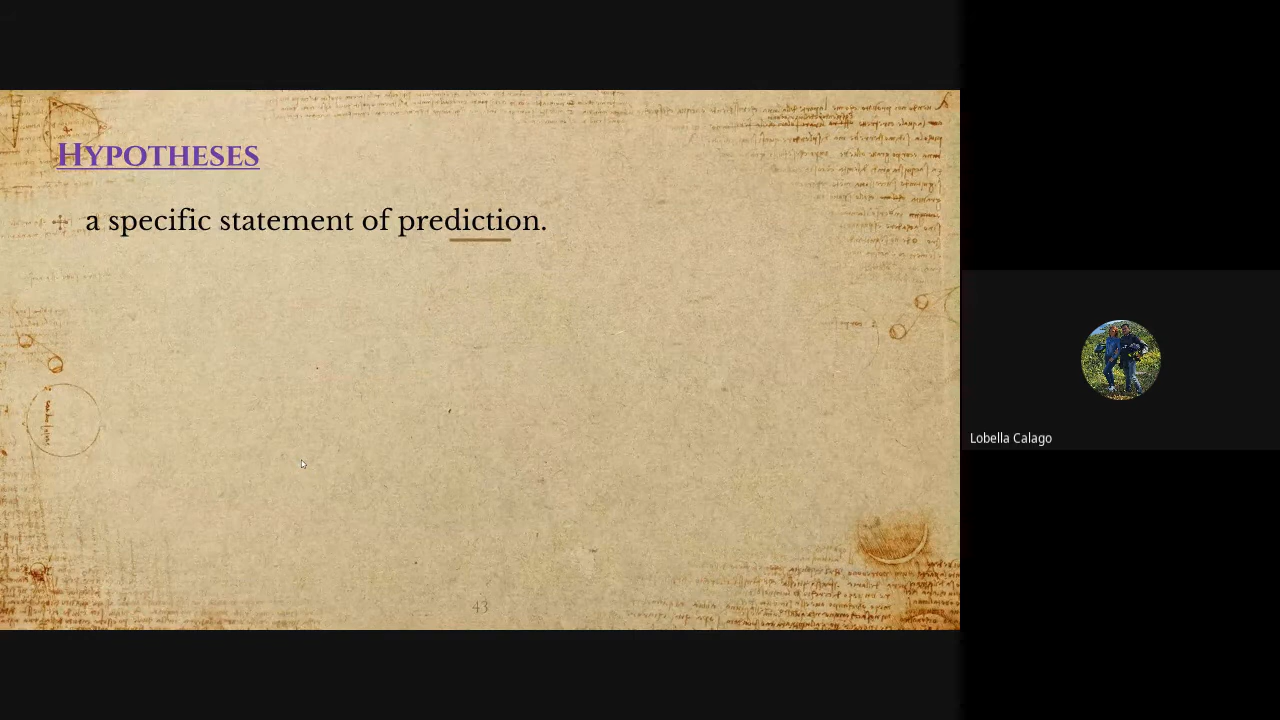 Hypotheses
a specific statement of prediction.
43
Lobella Calago